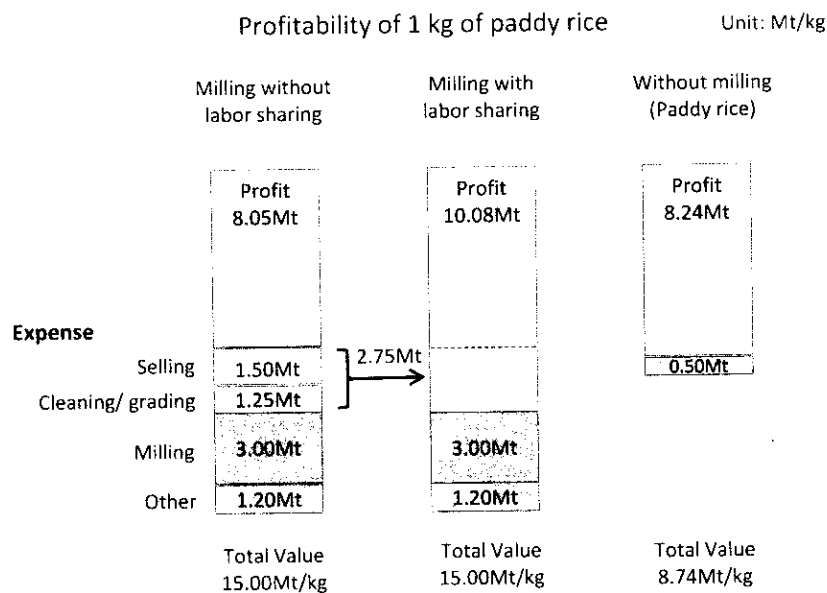 Profitability of 1 kg of paddy rice
Unit: Mt/kg
Milling without
labor sharing
Milling with
labor sharing
Without milling
(Paddy rice)
Profit
8.05Mt
Profit
10.08Mt
Profit
8.24Mt
Expense
Selling
1.50Mt
2.75Mt
0.50Mt
Cleaning/ grading
1.25Mt
Milling
3.00Mt
3.00Mt
Other
1.20Mt
1.20Mt
Total Value
15.00Mt/kg
Total Value
15.00Mt/kg
Total Value
8.74Mt/kg